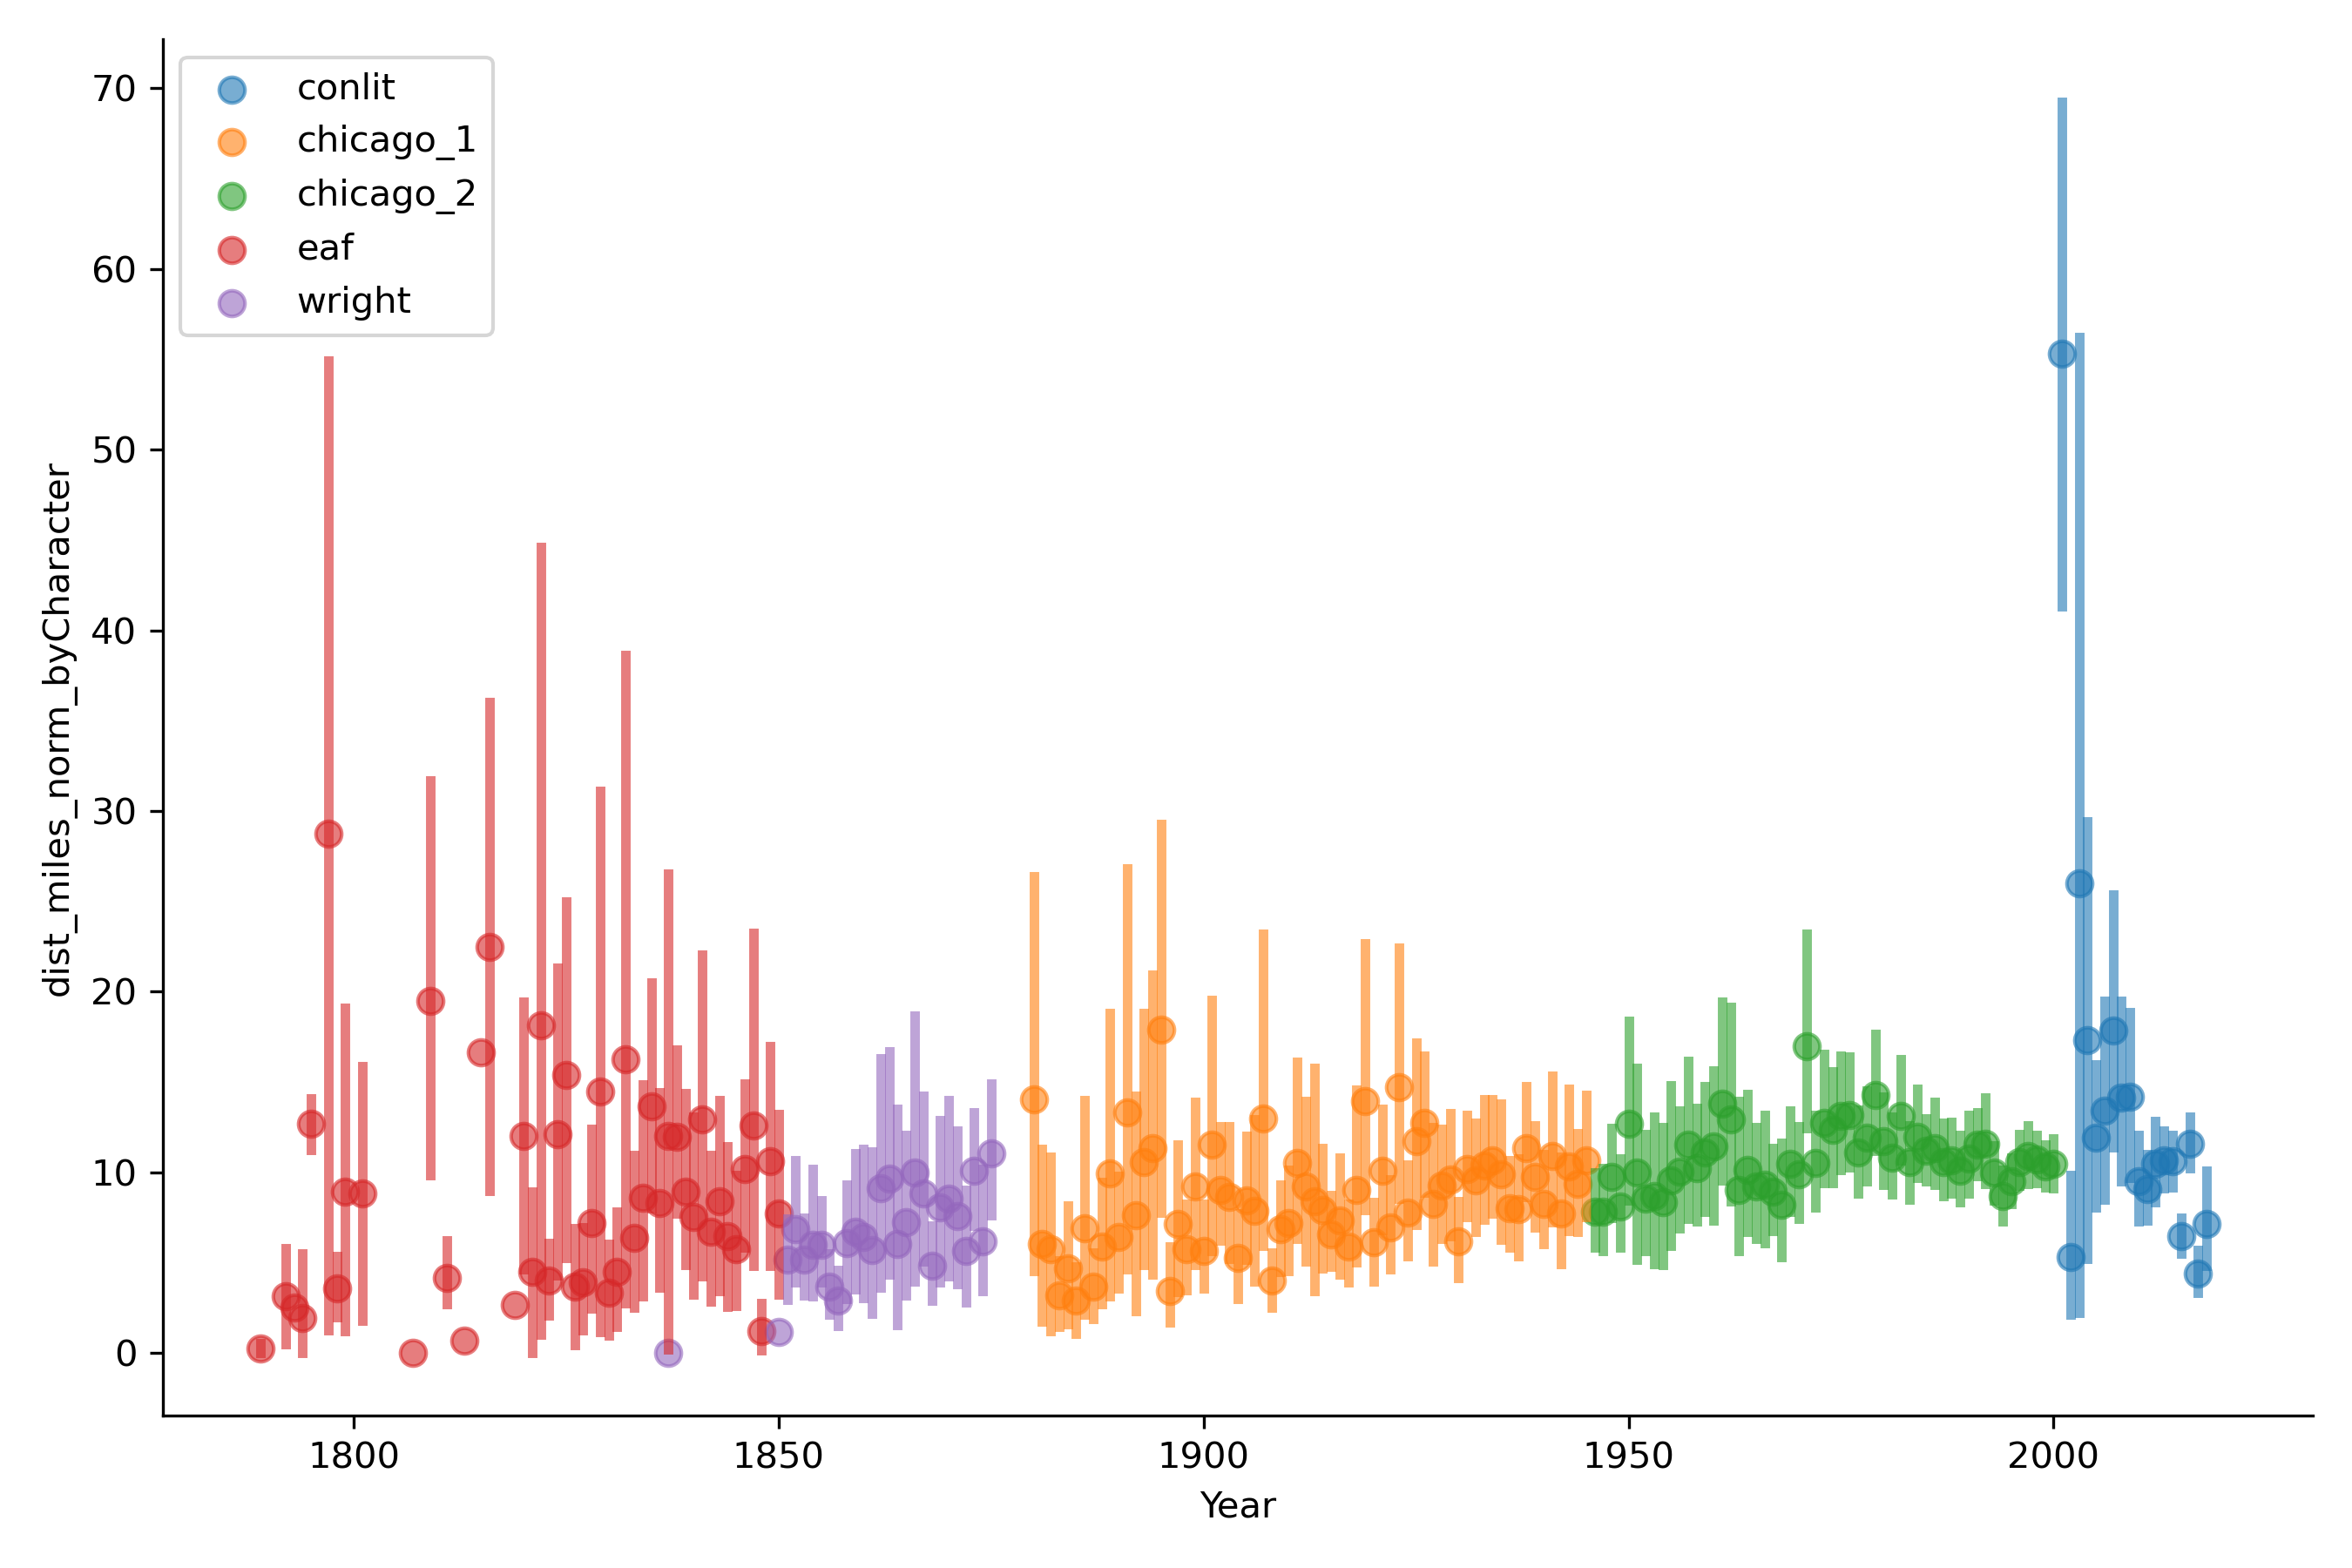 conlit
chicago_1
chicago_2
eaf
wright
dist_miles_norm_byCharacter
70
60
50
40
30
20
10
0
1800 1850 1900 1950 2000
Year